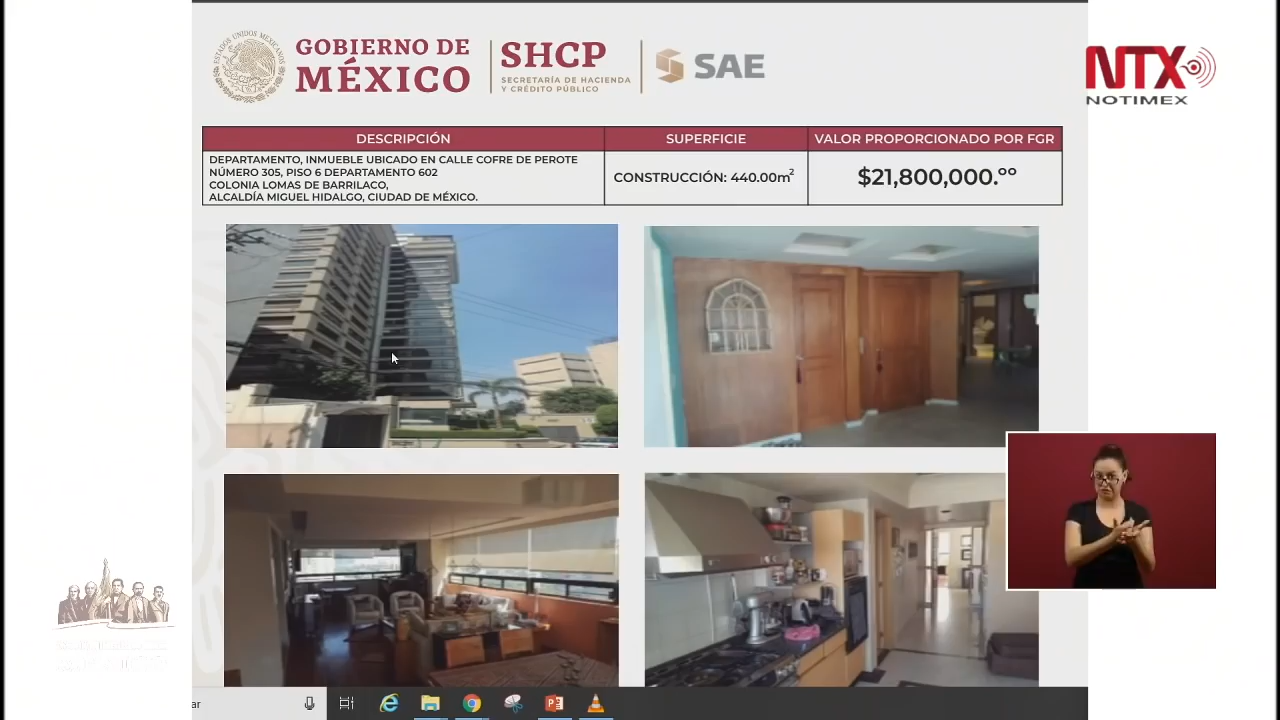 GOBIERNO DE
MÉXICO
SHCP
SECRETARÍA DE HACIENDA
Y CRÉDITO PÚBLICO
SAE
NTX
NOTIMEX
DESCRIPCIÓN
SUPERFICIE
VALOR PROPORCIONADO POR FGR
DEPARTAMENTO, INMUEBLE UBICADO EN CALLE COFRE DE PEROTE
NÚMERO 305, PISO 6 DEPARTAMENTO 602
COLONIA LOMAS DE BARRILACO,
ALCALDÍA MIGUEL HIDALGO, CIUDAD DE MÉXICO.
CONSTRUCCIÓN: 440.00m²
$21,800,000.ºº
ar